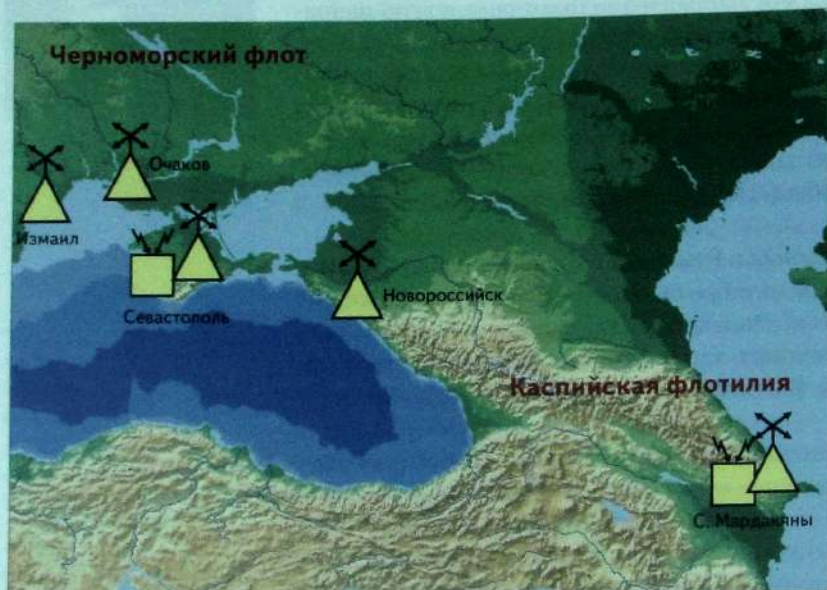 Черноморский флот
Очаков
Измаил
Севастополь
Новороссийск
Каспийская флотилия
С. Мардакяны